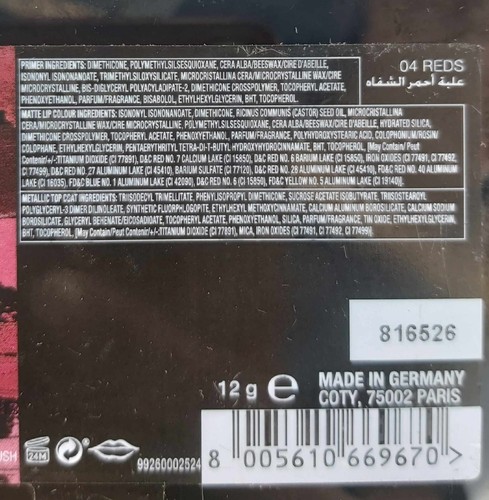 04 REDS
علبة أحمر الشفاه
PRIMER INGREDIENTS: DIMETHICONE, POLYMETHYLSILSESQUIOXANE, CERA ALBA/BEESWAX/CIRE D'ABEILLE,
ISONONYL ISONONANOATE, TRIMETHYLSILOXYSILICATE, MICROCRISTALLINA CERA/MICROCRYSTALLINE WAX/CIRE
MICROCRYSTALLINE, BIS-DIGLYCERYL POLYACYLADIPATE-2, DIMETHICONE CROSSPOLYMER, TOCOPHERYL ACETATE,
PHENOXYETHANOL, PARFUM/FRAGRANCE, BISABOLOL, ETHYLHEXYLGLYCERIN, BHT, TOCOPHEROL.
MATTE LIP COLOUR INGREDIENTS: ISONONYL ISONONANOATE, DIMETHICONE, RICINUS COMMUNIS (CASTOR) SEED OIL, MICROCRISTALLINA
CERA/MICROCRYSTALLINE WAX/CIRE MICROCRYSTALLINE, POLYMETHYLSILSESQUIOXANE, CERA ALBA/BEESWAX/CIRE D'ABEILLE, HYDRATED SILICA,
DIMETHICONE CROSSPOLYMER, TOCOPHERYL ACETATE, PHENOXYETHANOL, PARFUM/FRAGRANCE, POLYHYDROXYSTEARIC ACID, COLOPHONIUM/ROSIN/
COLOPHANE, ETHYLHEXYLGLYCERIN, PENTAERYTHRITYL TETRA-DI-T-BUTYL HYDROXYHYDROCINNAMATE, BHT, TOCOPHEROL, [May Contain/ Peut
Contenir/+/-:TITANIUM DIOXIDE (CI 77891), D&C RED NO. 7 CALCIUM LAKE (CI 15850), D&C RED NO. 6 BARIUM LAKE (CI 15850), IRON OXIDES (CI 77491, CI 77492,
CI 77499), D&C RED NO. 27 ALUMINUM LAKE (CI 45410), BARIUM SULFATE (CI 77120), D&C RED NO. 28 ALUMINUM LAKE (CI 45410), FD&C RED NO. 40 ALUMINUM
LAKE (CI 16035), FD&C BLUE NO. 1 ALUMINUM LAKE (CI 42090), D&C RED NO. 6 (CI 15850), FD&C YELLOW NO. 5 ALUMINUM LAKE (CI 19140)].
METALLIC TOP COAT INGREDIENTS: TRIISODECYL TRIMELLITATE, PHENYLISOPROPYL DIMETHICONE, SUCROSE ACETATE ISOBUTYRATE, TRIISOSTEAROYL
POLYGLYCERYL-3 DIMER DILINOLEATE, SYNTHETIC FLUORPHLOGOPITE, ETHYLHEXYL METHOXYCINNAMATE, CALCIUM ALUMINUM BOROSILICATE, CALCIUM SODIUM
BOROSILICATE, GLYCERYL BEHENATE/EICOSADIOATE, TOCOPHERYL ACETATE, PHENOXYETHANOL, SILICA, PARFUM/FRAGRANCE, TIN OXIDE, ETHYLHEXYLGLYCERIN,
BHT, TOCOPHEROL, [May Contain/Peut Contenir/+/-:TITANIUM DIOXIDE (CI 77891), MICA, IRON OXIDES (CI 77491, CI 77492, CI 77499)].
816526
12 g e
MADE IN GERMANY
COTY, 75002 PARIS
USH
24M
99260002524
8 005610 669670 >